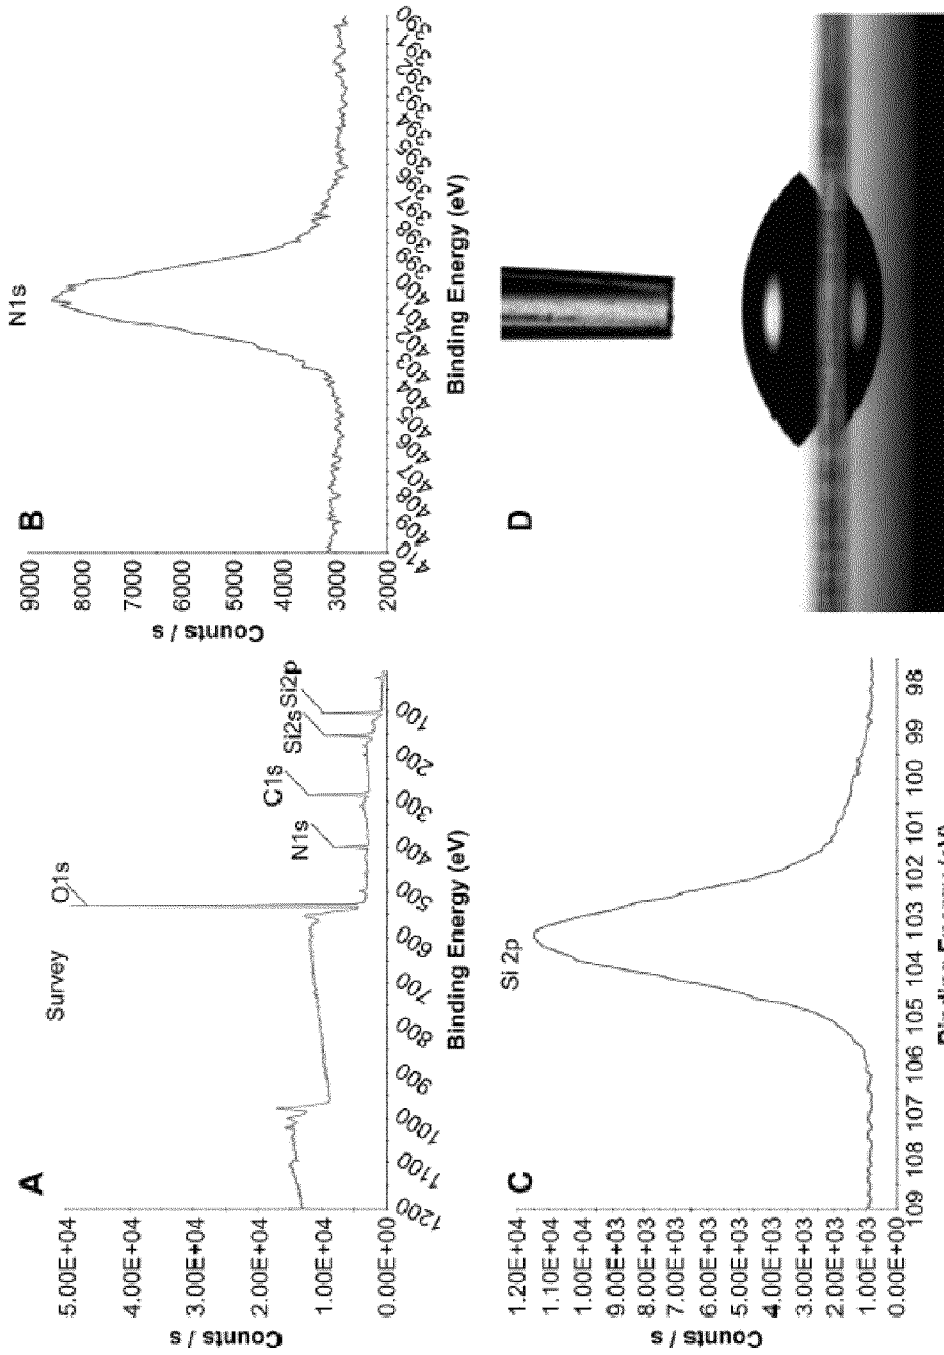 A
Survey
O1s
N1s
C1s
Si2s
Si2p
Counts / s
5.00E+04
4.00E+04
3.00E+04
2.00E+04
1.00E+04
0.00E+00
1200
1100
1000
900
800
700
600
500
400
300
200
100
Binding Energy (eV)
B
N1s
Counts / s
9000
8000
7000
6000
5000
4000
3000
2000
410
409
408
407
406
405
404
403
402
401
400
399
398
397
396
395
394
393
392
391
390
Binding Energy (eV)
C
Si 2p
Counts / s
1.20E+04
1.10E+04
1.00E+04
9.00E+03
8.00E+03
7.00E+03
6.00E+03
5.00E+03
4.00E+03
3.00E+03
2.00E+03
1.00E+03
0.00E+00
109 108 107 106 105 104 103 102 101 100 99 98
Binding Energy (eV)
D